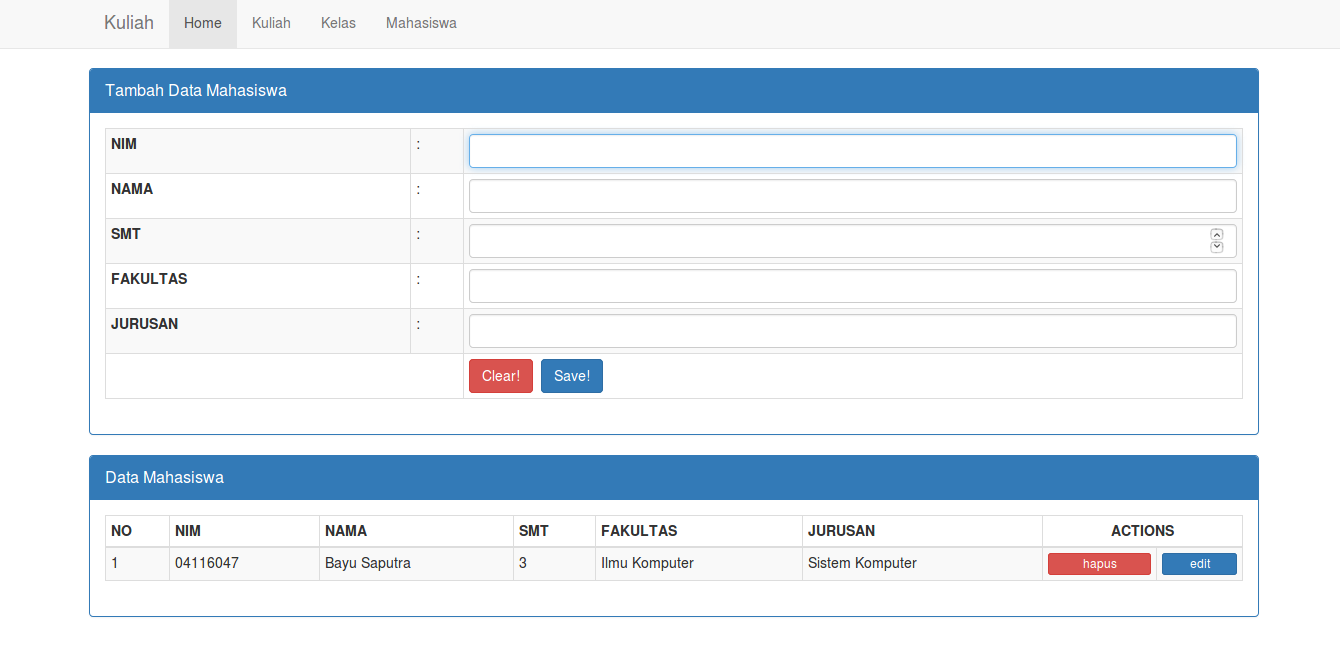 Kuliah Home Kuliah Kelas Mahasiswa
Tambah Data Mahasiswa
NIM :
NAMA :
SMT :
FAKULTAS :
JURUSAN :
Clear! Save!
Data Mahasiswa
NO NIM NAMA SMT FAKULTAS JURUSAN ACTIONS
1 04116047 Bayu Saputra 3 Ilmu Komputer Sistem Komputer hapus edit